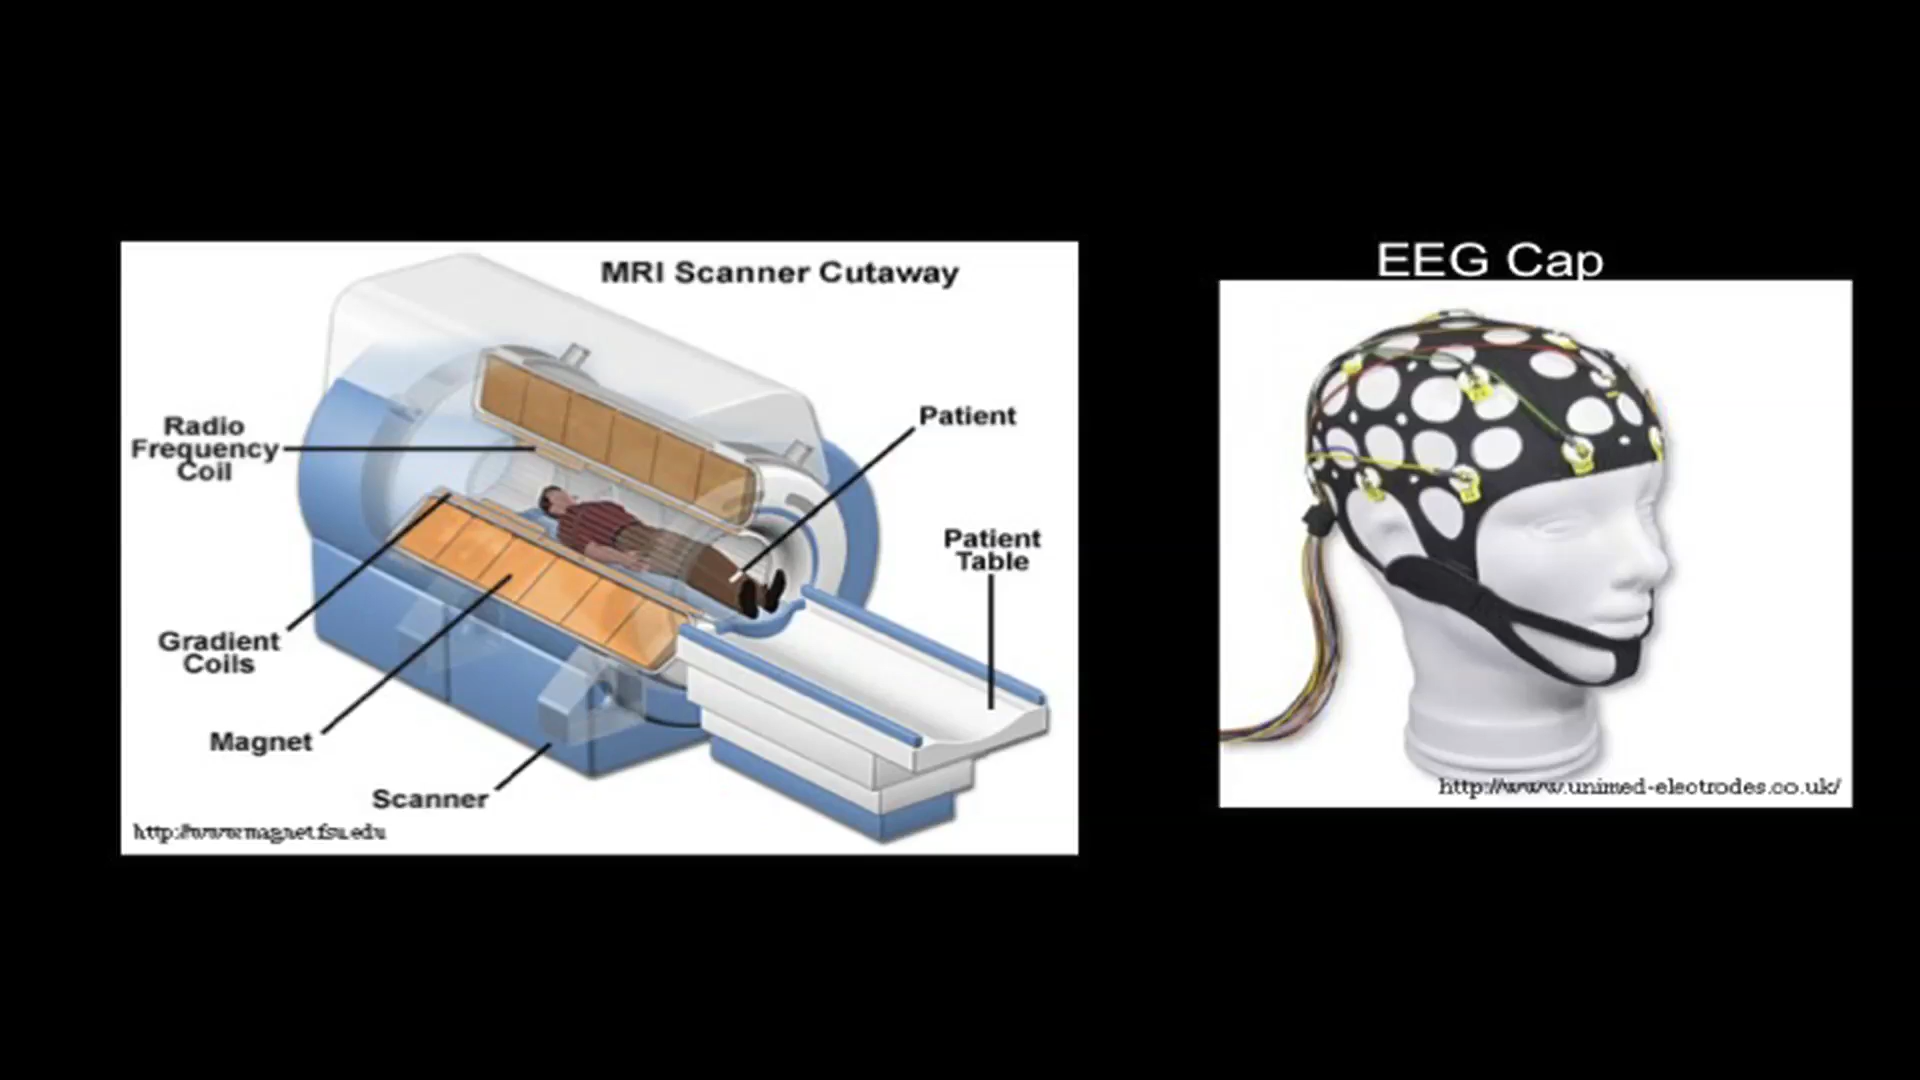 MRI Scanner Cutaway
Radio
Frequency
Coil
Patient
Patient
Table
Gradient
Coils
Magnet
Scanner
http://www.magnet.fsu.edu
EEG Cap
http://www.unimed-electrodes.co.uk/